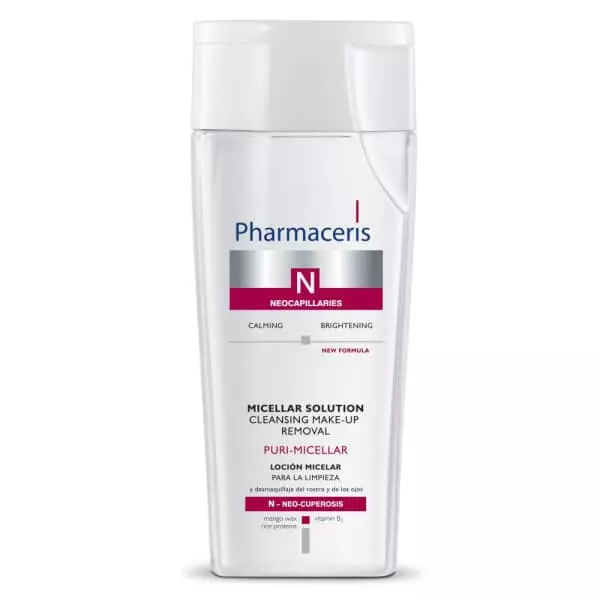 Pharmaceris
N
NEOCAPILLARIES
CALMING BRIGHTENING
NEW FORMULA
MICELLAR SOLUTION
CLEANSING MAKE-UP
REMOVAL
PURI-MICELLAR
LOCIÓN MICELAR
PARA LA LIMPIEZA
y desmaquillaje del rostro y de los ojos
N – NEO-CUPEROSIS
mango wax vitamin B₃
rice proteins